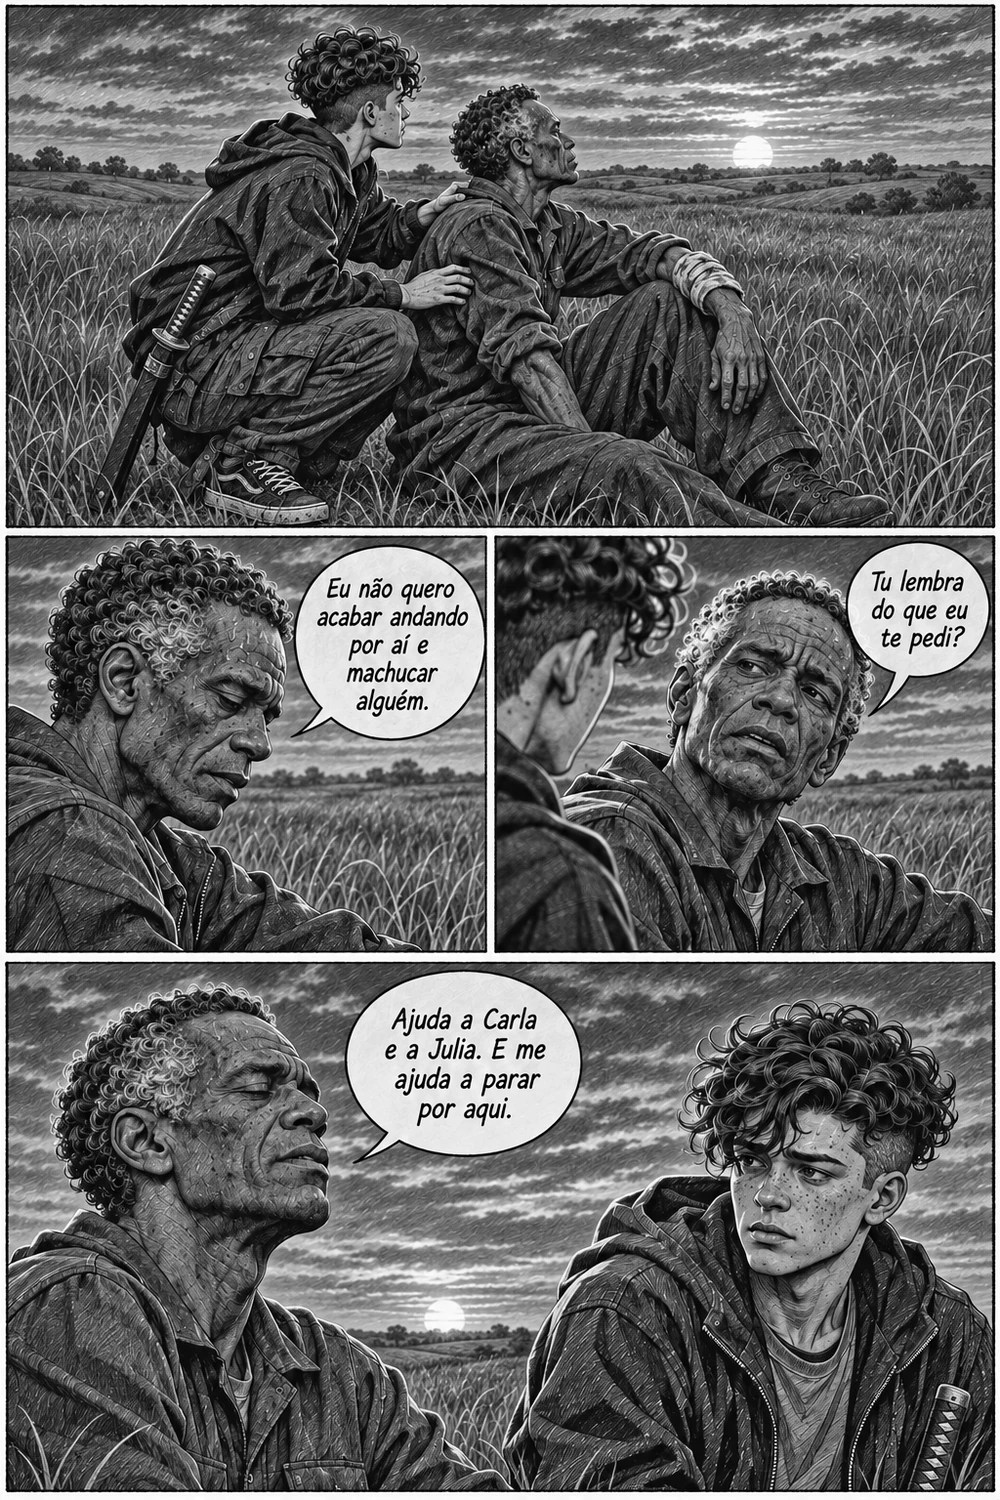 Eu não quero
acabar andando
por aí e
machucar
alguém.
Tu lembra
do que eu
te pedi?
Ajuda a Carla
e a Julia. E me
ajuda a parar
por aqui.